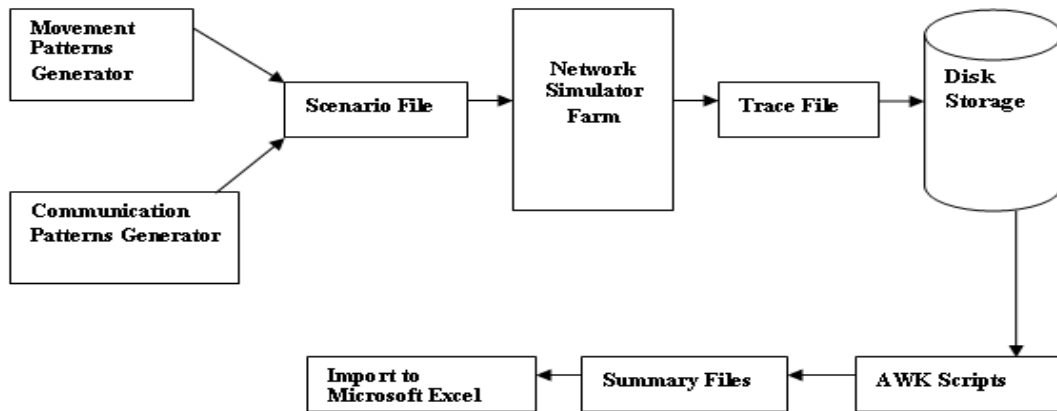 Movement
Patterns
Generator
Scenario File
Network
Simulator
Farm
Trace File
Disk
Storage
Communication
Patterns Generator
Import to
Microsoft Excel
Summary Files
AWK Scripts